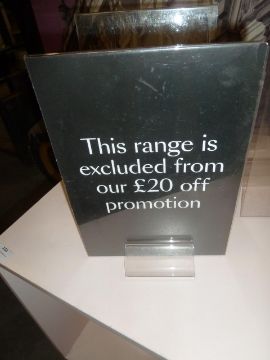 This range is
excluded from
our £20 off
promotion